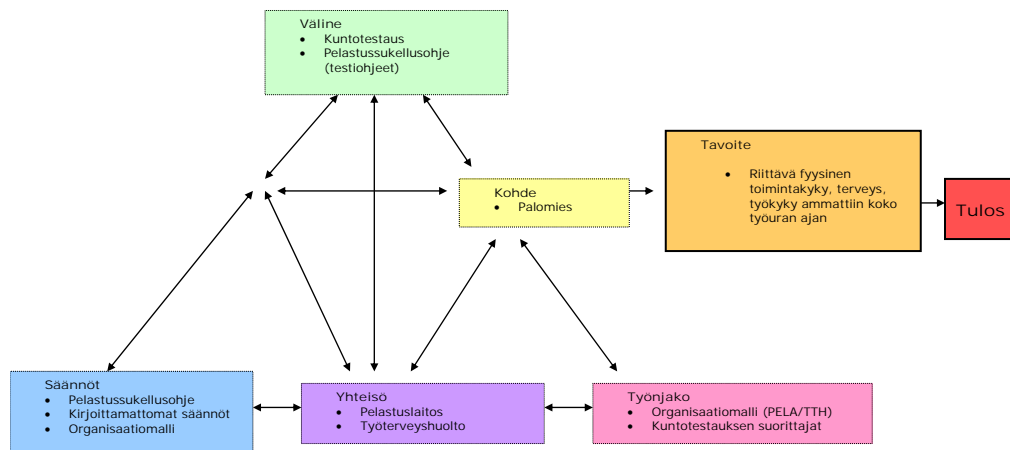 Väline
• Kuntotestaus
• Pelastussukellusohje
(testiohjeet)
Tavoite
• Riittävä fyysinen
toimintakyky, terveys,
työkyky ammattiin koko
työuran ajan
Kohde
• Palomies
Tulos
Säännöt
• Pelastussukellusohje
• Kirjoittamattomat säännöt
• Organisaatiomalli
Yhteisö
• Pelastuslaitos
• Työterveyshuolto
Työnjako
• Organisaatiomalli (PELA/TTH)
• Kuntotestauksen suorittajat